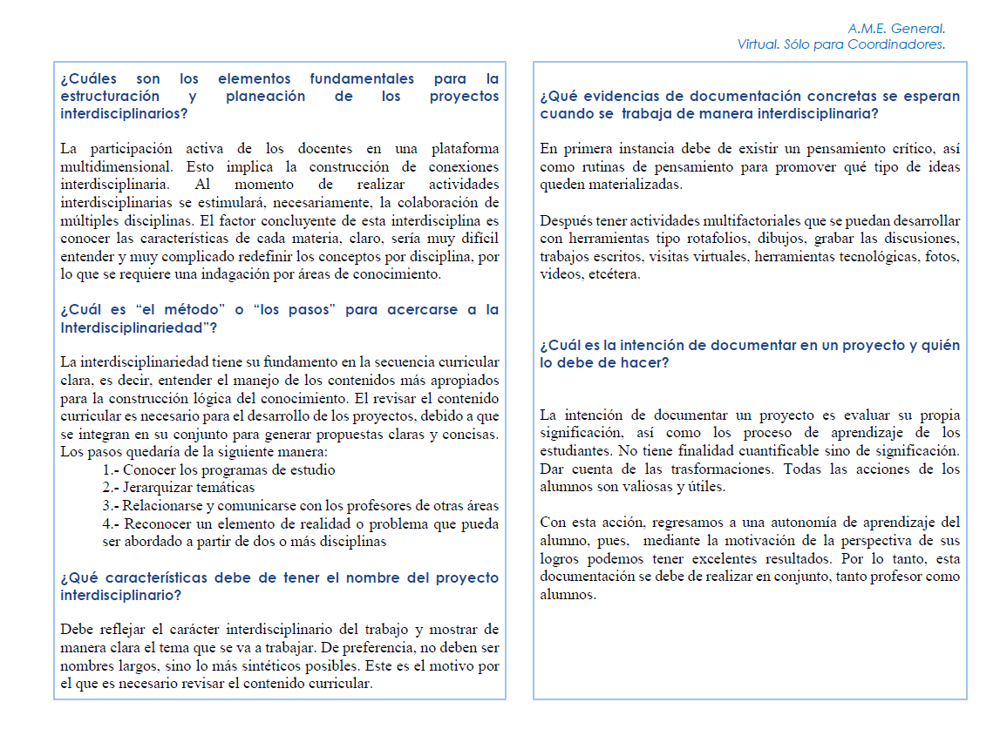 A.M.E. General.
Virtual. Sólo para Coordinadores.
¿Cuáles son los elementos fundamentales para la
estructuración y planeación de los proyectos
interdisciplinarios?
La participación activa de los docentes en una plataforma
multidimensional. Esto implica la construcción de conexiones
interdisciplinaria. Al momento de realizar actividades
interdisciplinarias se estimulará, necesariamente, la colaboración de
múltiples disciplinas. El factor concluyente de esta interdisciplina es
conocer las características de cada materia, claro, sería muy difícil
entender y muy complicado redefinir los conceptos por disciplina, por
lo que se requiere una indagación por áreas de conocimiento.
¿Cuál es “el método” o “los pasos” para acercarse a la
Interdisciplinariedad”?
La interdisciplinariedad tiene su fundamento en la secuencia curricular
clara, es decir, entender el manejo de los contenidos más apropiados
para la construcción lógica del conocimiento. El revisar el contenido
curricular es necesario para el desarrollo de los proyectos, debido a que
se integran en su conjunto para generar propuestas claras y concisas.
Los pasos quedaría de la siguiente manera:
1.- Conocer los programas de estudio
2.- Jerarquizar temáticas
3.- Relacionarse y comunicarse con los profesores de otras áreas
4.- Reconocer un elemento de realidad o problema que pueda
ser abordado a partir de dos o más disciplinas
¿Qué características debe de tener el nombre del proyecto
interdisciplinario?
Debe reflejar el carácter interdisciplinario del trabajo y mostrar de
manera clara el tema que se va a trabajar. De preferencia, no deben ser
nombres largos, sino lo más sintéticos posibles. Este es el motivo por
el que es necesario revisar el contenido curricular.
¿Qué evidencias de documentación concretas se esperan
cuando se trabaja de manera interdisciplinaria?
En primera instancia debe de existir un pensamiento crítico, así
como rutinas de pensamiento para promover qué tipo de ideas
queden materializadas.
Después tener actividades multifactoriales que se puedan desarrollar
con herramientas tipo rotafolios, dibujos, grabar las discusiones,
trabajos escritos, visitas virtuales, herramientas tecnológicas, fotos,
videos, etcétera.
¿Cuál es la intención de documentar en un proyecto y quién
lo debe de hacer?
La intención de documentar un proyecto es evaluar su propia
significación, así como los proceso de aprendizaje de los
estudiantes. No tiene finalidad cuantificable sino de significación.
Dar cuenta de las trasformaciones. Todas las acciones de los
alumnos son valiosas y útiles.
Con esta acción, regresamos a una autonomía de aprendizaje del
alumno, pues, mediante la motivación de la perspectiva de sus
logros podemos tener excelentes resultados. Por lo tanto, esta
documentación se debe de realizar en conjunto, tanto profesor como
alumnos.